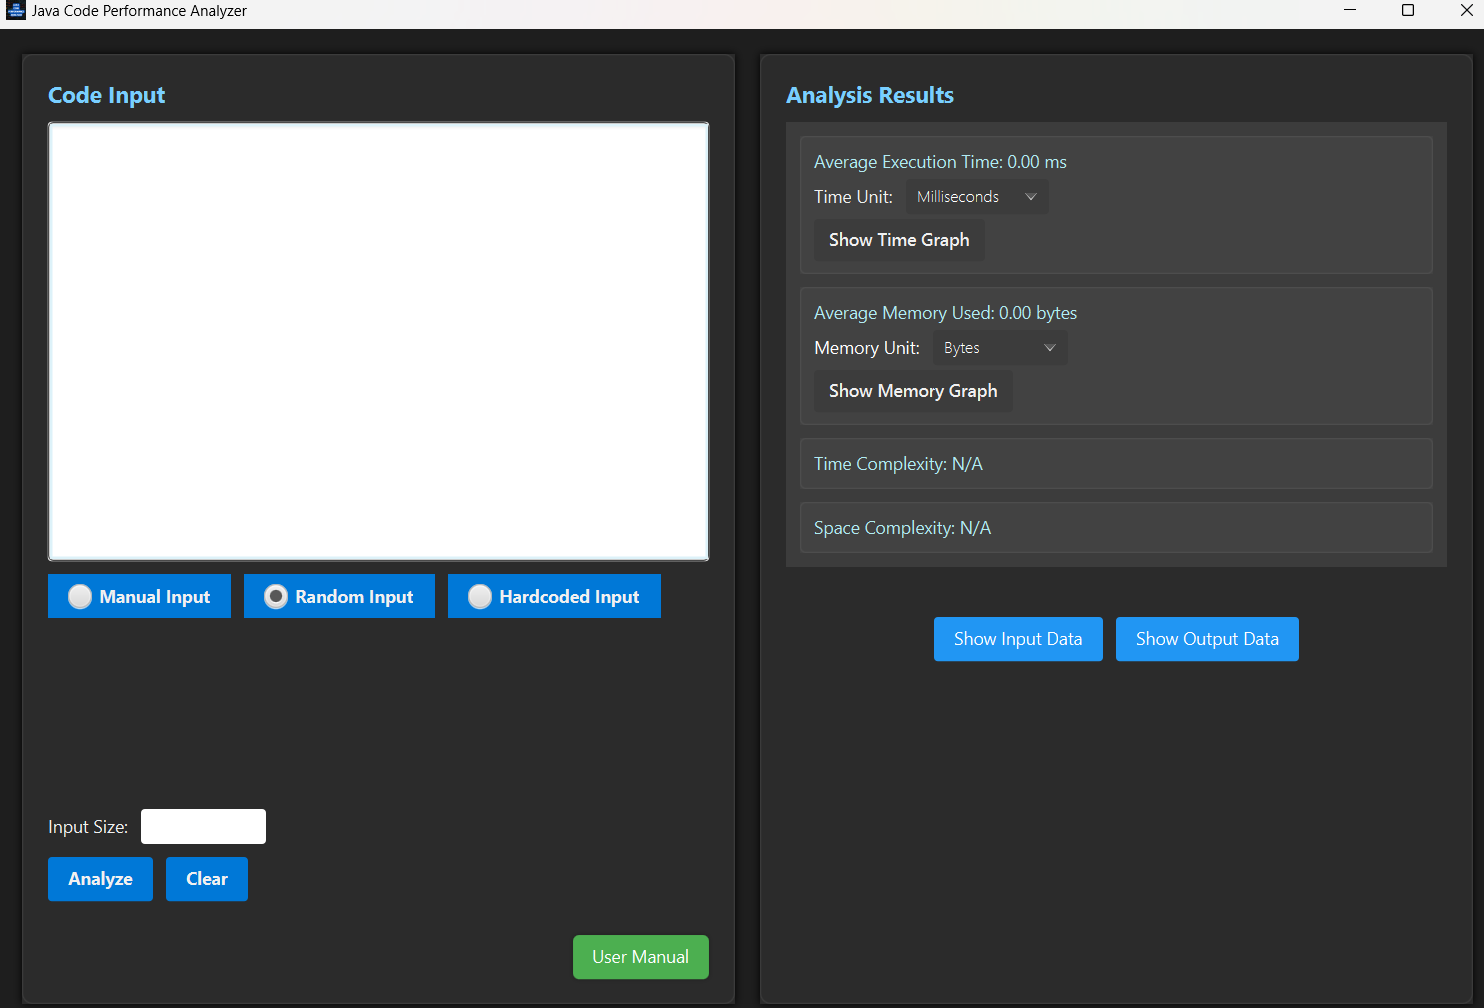 Java Code Performance Analyzer
Code Input
Manual Input
Random Input
Hardcoded Input
Input Size:
Analyze
Clear
User Manual
Analysis Results
Average Execution Time: 0.00 ms
Time Unit: Milliseconds
Show Time Graph
Average Memory Used: 0.00 bytes
Memory Unit: Bytes
Show Memory Graph
Time Complexity: N/A
Space Complexity: N/A
Show Input Data
Show Output Data